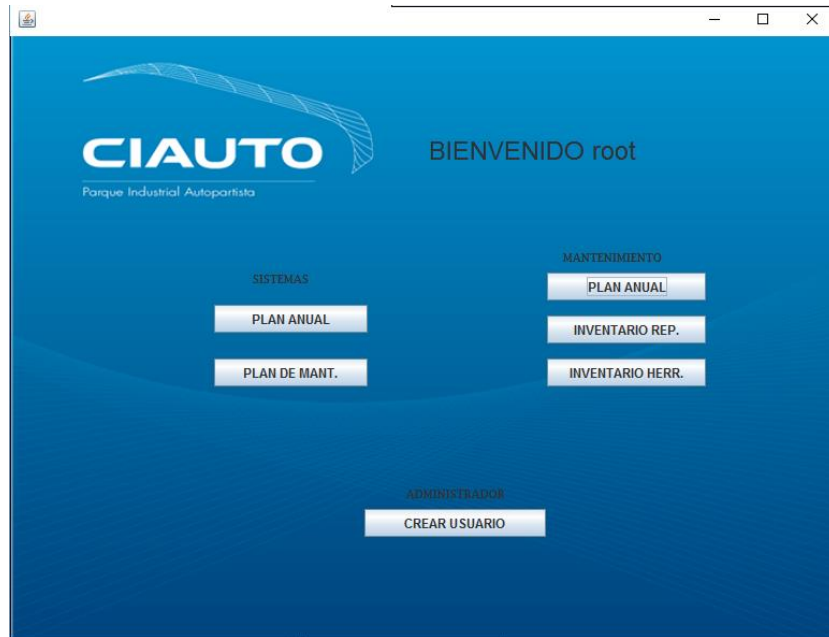 CIAUTO
Parque Industrial Autopartista
BIENVENIDO root
SISTEMAS
PLAN ANUAL
PLAN DE MANT.
MANTENIMIENTO
PLAN ANUAL
INVENTARIO REP.
INVENTARIO HERR.
ADMINISTRADOR
CREAR USUARIO